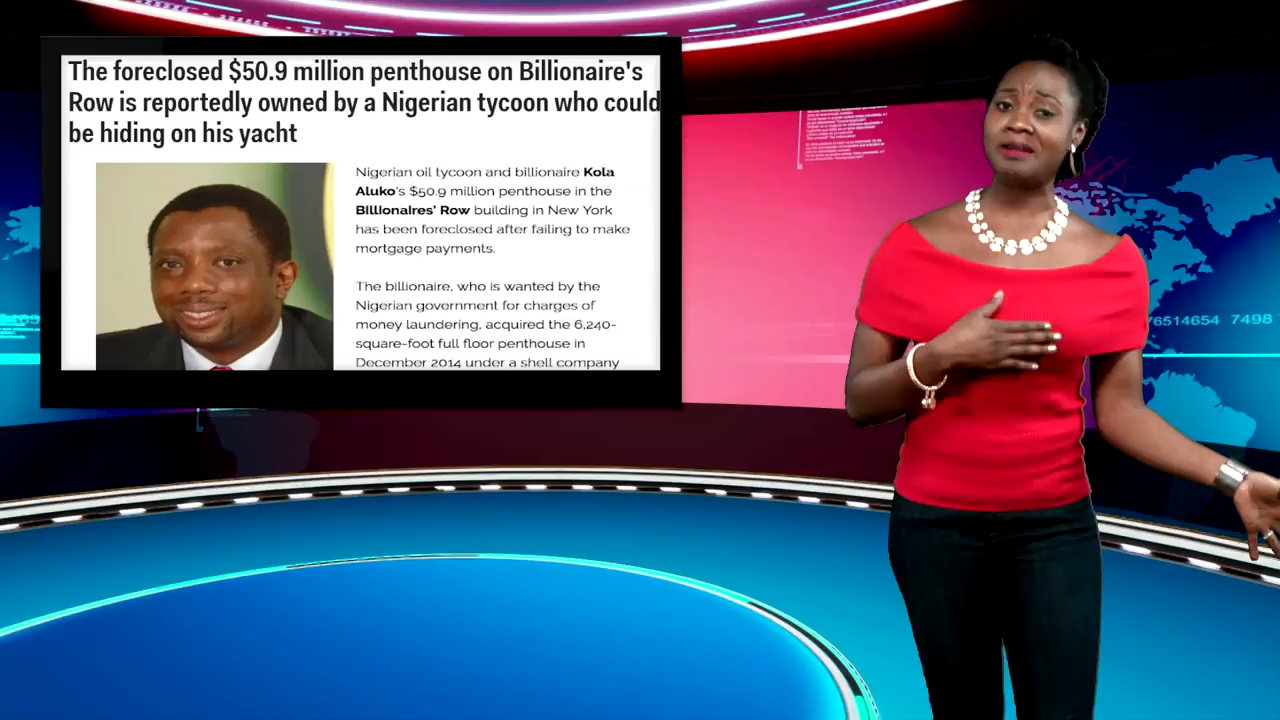 The foreclosed $50.9 million penthouse on Billionaire's
Row is reportedly owned by a Nigerian tycoon who could
be hiding on his yacht
Nigerian oil tycoon and billionaire Kola
Aluko's $50.9 million penthouse in the
Billionaires' Row building in New York
has been foreclosed after failing to make
mortgage payments.
The billionaire, who is wanted by the
Nigerian government for charges of
money laundering, acquired the 6,240-
square-foot full floor penthouse in
December 2014 under a shell company
76514654 7498